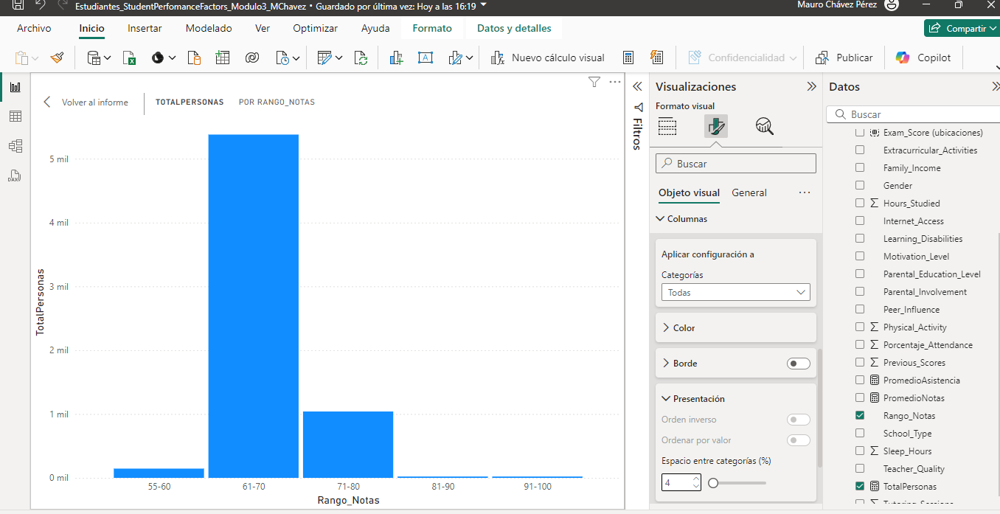 Estudiantes_StudentPerfomanceFactors_Modulo3_MChavez • Guardado por última vez: Hoy a las 16:19
Mauro Chávez Pérez
Archivo Inicio Insertar Modelado Ver Optimizar Ayuda Formato Datos y detalles
Compartir
Nuevo cálculo visual
Confidencialidad
Publicar
Copilot
Volver al informe
TOTALPERSONAS
POR RANGO_NOTAS
5 mil
4 mil
3 mil
2 mil
1 mil
0 mil
TotalPersonas
55-60 61-70 71-80 81-90 91-100
Rango_Notas
Filtros
Visualizaciones
Formato visual
Buscar
Objeto visual General
Columnas
Aplicar configuración a
Categorías
Todas
Color
Borde
Presentación
Orden inverso
Ordenar por valor
Espacio entre categorías (%)
4
Datos
Buscar
Exam_Score (ubicaciones)
Extracurricular_Activities
Family_Income
Gender
Hours_Studied
Internet_Access
Learning_Disabilities
Motivation_Level
Parental_Education_Level
Parental_Involvement
Peer_Influence
Physical_Activity
Porcentaje_Attendance
Previous_Scores
PromedioAsistencia
PromedioNotas
Rango_Notas
School_Type
Sleep_Hours
Teacher_Quality
TotalPersonas
Tutoring_Sessions